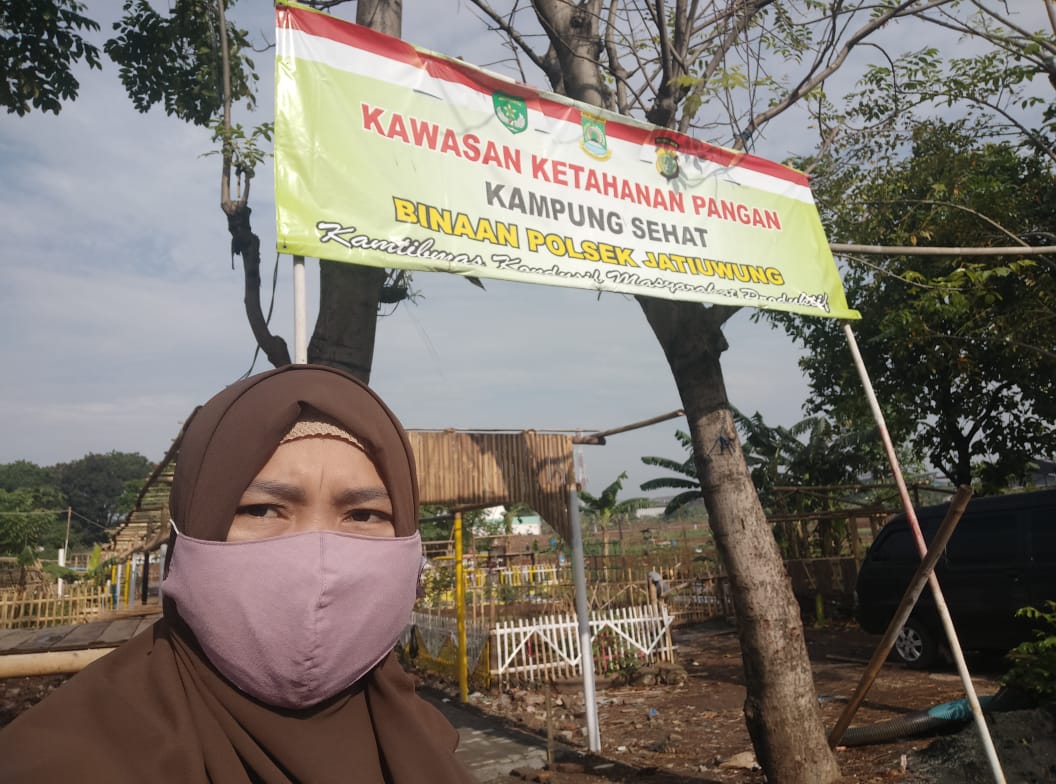 KAWASAN KETAHANAN PANGAN
KAMPUNG SEHAT
BINAAN POLSEK JATIUWUNG
Kamtibmas Kondusif Masyarakat Produktif